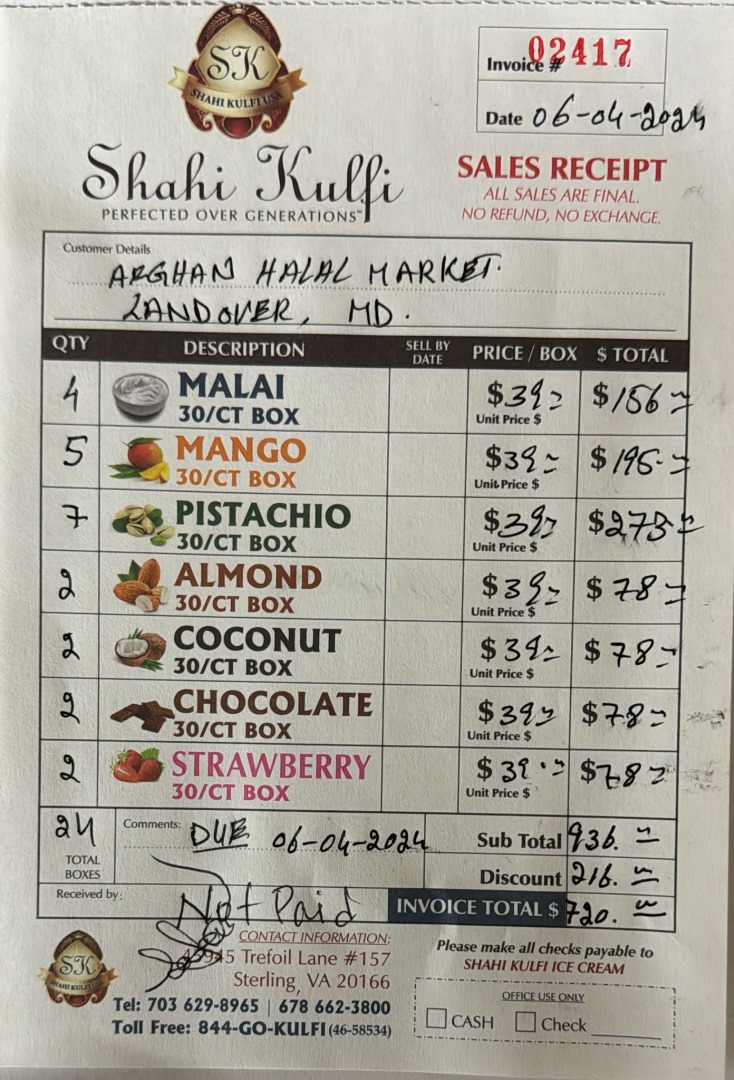 SK
SHAHI KULFI USA
Invoice # 02417
Date 06-04-2024
Shahi Kulfi
PERFECTED OVER GENERATIONS™
SALES RECEIPT
ALL SALES ARE FINAL.
NO REFUND, NO EXCHANGE.
Customer Details
AFGHAN HALAL MARKET.
LANDOVER, MD.
QTY DESCRIPTION SELL BY DATE PRICE / BOX $ TOTAL
4 MALAI $39 $156
30/CT BOX Unit Price $
5 MANGO $39 $195
30/CT BOX Unit Price $
7 PISTACHIO $39 $273
30/CT BOX Unit Price $
2 ALMOND $39 $78
30/CT BOX Unit Price $
2 COCONUT $39 $78
30/CT BOX Unit Price $
2 CHOCOLATE $39 $78
30/CT BOX Unit Price $
2 STRAWBERRY $39 $78
30/CT BOX Unit Price $
24 Comments: DUE 06-04-2024 Sub Total 936.
TOTAL BOXES Discount 216.
Received by: Not Paid INVOICE TOTAL $ 720.
SK
SHAHI KULFI USA
CONTACT INFORMATION:
45 Trefoil Lane #157
Sterling, VA 20166
Tel: 703 629-8965 | 678 662-3800
Toll Free: 844-GO-KULFI (46-58534)
Please make all checks payable to
SHAHI KULFI ICE CREAM
OFFICE USE ONLY
CASH Check